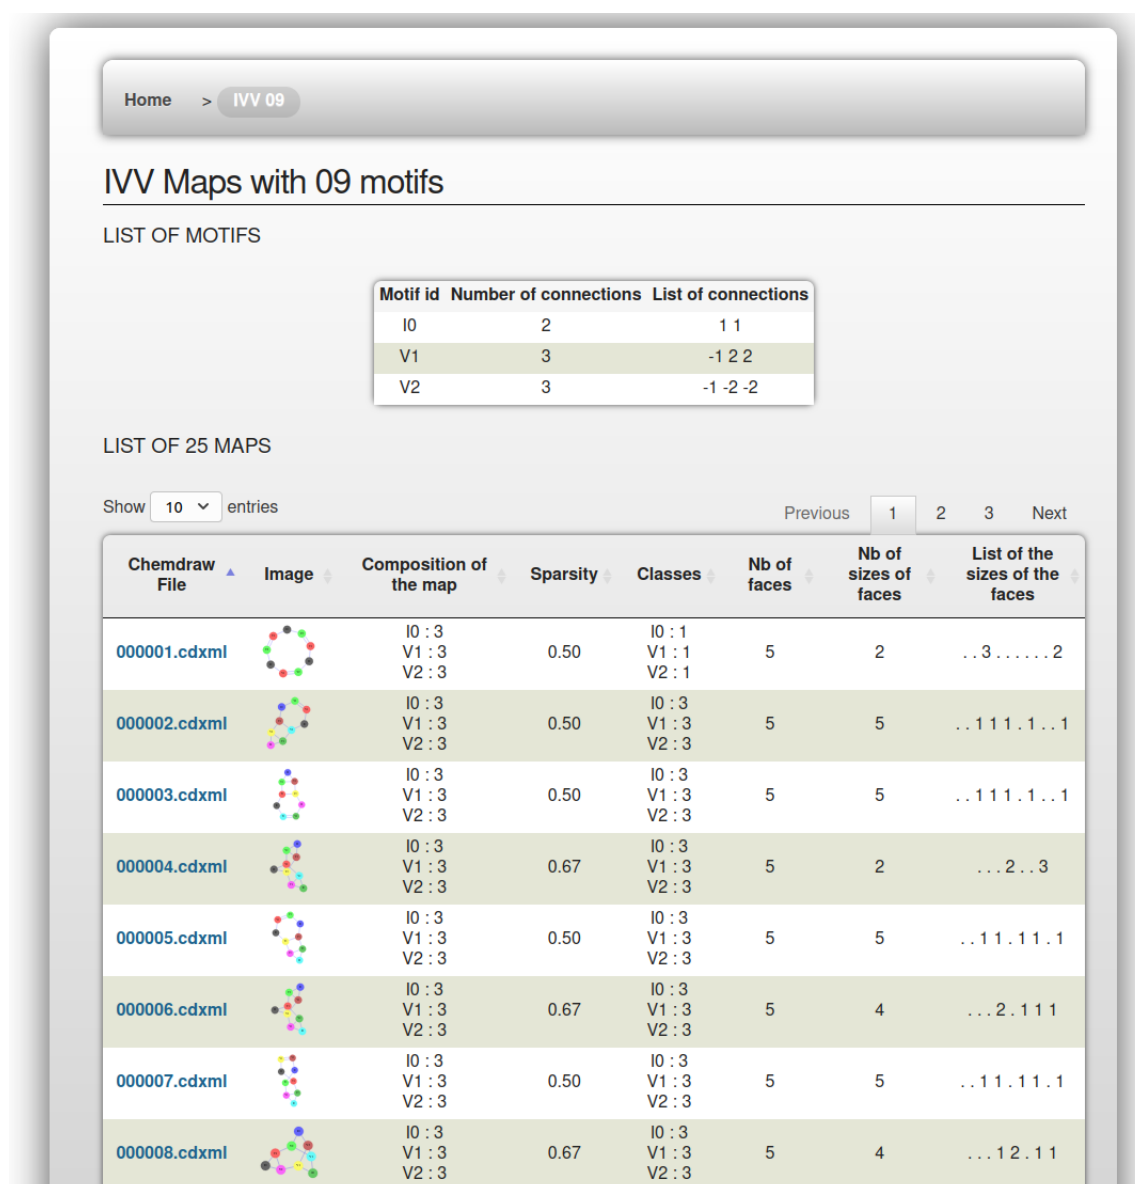 Home > IVV 09
IVV Maps with 09 motifs
LIST OF MOTIFS
Motif id Number of connections List of connections
I0 2 1 1
V1 3 -1 2 2
V2 3 -1 -2 -2
LIST OF 25 MAPS
Show 10 entries
Previous 1 2 3 Next
Chemdraw File Image Composition of the map Sparsity Classes Nb of faces Nb of sizes of faces List of the sizes of the faces
000001.cdxml I0 : 3 V1 : 3 V2 : 3 0.50 I0 : 1 V1 : 1 V2 : 1 5 2 . . 3 . . . . . . 2
000002.cdxml I0 : 3 V1 : 3 V2 : 3 0.50 I0 : 3 V1 : 3 V2 : 3 5 5 . . 1 1 1 . 1 . . 1
000003.cdxml I0 : 3 V1 : 3 V2 : 3 0.50 I0 : 3 V1 : 3 V2 : 3 5 5 . . 1 1 1 . 1 . . 1
000004.cdxml I0 : 3 V1 : 3 V2 : 3 0.67 I0 : 3 V1 : 3 V2 : 3 5 2 . . . 2 . . 3
000005.cdxml I0 : 3 V1 : 3 V2 : 3 0.50 I0 : 3 V1 : 3 V2 : 3 5 5 . . 1 1 . 1 1 . 1
000006.cdxml I0 : 3 V1 : 3 V2 : 3 0.67 I0 : 3 V1 : 3 V2 : 3 5 4 . . . 2 . 1 1 1
000007.cdxml I0 : 3 V1 : 3 V2 : 3 0.50 I0 : 3 V1 : 3 V2 : 3 5 5 . . 1 1 . 1 1 . 1
000008.cdxml I0 : 3 V1 : 3 V2 : 3 0.67 I0 : 3 V1 : 3 V2 : 3 5 4 . . . 1 2 . 1 1